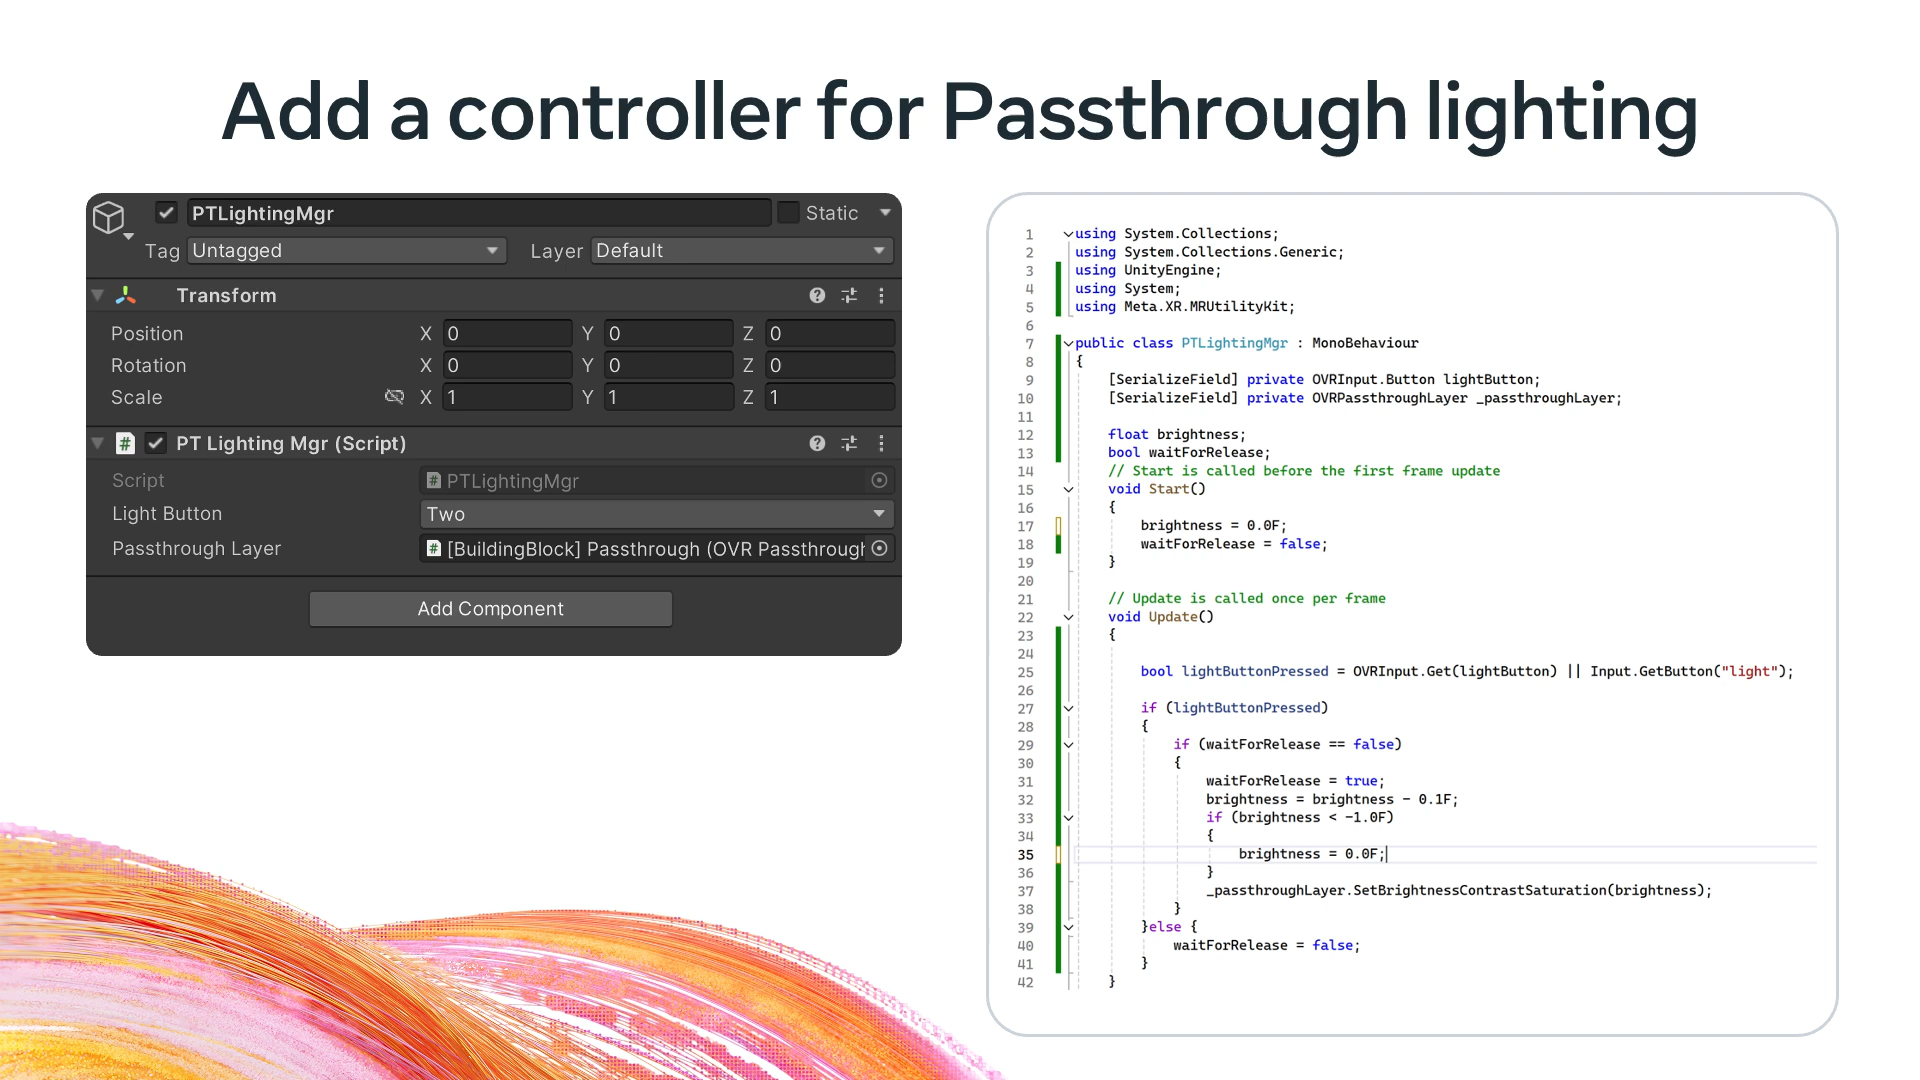 Add a controller for Passthrough lighting
PTLightingMgr Static
Tag Untagged Layer Default
Transform
Position X 0 Y 0 Z 0
Rotation X 0 Y 0 Z 0
Scale X 1 Y 1 Z 1
# PT Lighting Mgr (Script)
Script # PTLightingMgr
Light Button Two
Passthrough Layer # [BuildingBlock] Passthrough (OVR Passthrough
Add Component
1 using System.Collections;
2 using System.Collections.Generic;
3 using UnityEngine;
4 using System;
5 using Meta.XR.MRUtilityKit;
6
7 public class PTLightingMgr : MonoBehaviour
8 {
9 [SerializeField] private OVRInput.Button lightButton;
10 [SerializeField] private OVRPassthroughLayer _passthroughLayer;
11
12 float brightness;
13 bool waitForRelease;
14 // Start is called before the first frame update
15 void Start()
16 {
17 brightness = 0.0F;
18 waitForRelease = false;
19 }
20
21 // Update is called once per frame
22 void Update()
23 {
24
25 bool lightButtonPressed = OVRInput.Get(lightButton) || Input.GetButton("light");
26
27 if (lightButtonPressed)
28 {
29 if (waitForRelease == false)
30 {
31 waitForRelease = true;
32 brightness = brightness - 0.1F;
33 if (brightness < -1.0F)
34 {
35 brightness = 0.0F;
36 }
37 _passthroughLayer.SetBrightnessContrastSaturation(brightness);
38 }
39 }else {
40 waitForRelease = false;
41 }
42 }